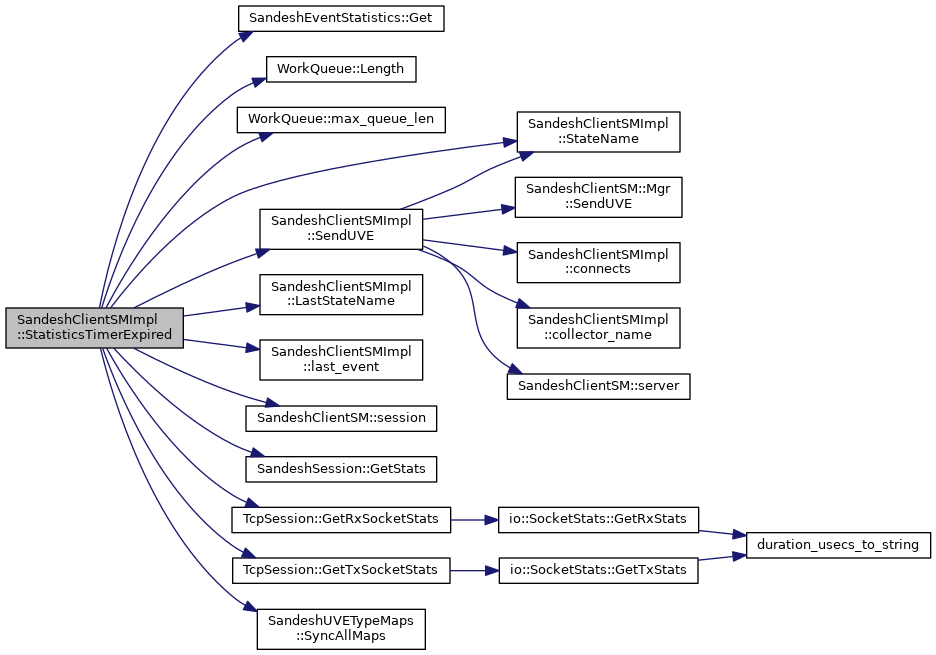 SandeshEventStatistics::Get
WorkQueue::Length
WorkQueue::max_queue_len
SandeshClientSMImpl
::StateName
SandeshClientSM::Mgr
::SendUVE
SandeshClientSMImpl
::SendUVE
SandeshClientSMImpl
::connects
SandeshClientSMImpl
::LastStateName
SandeshClientSMImpl
::StatisticsTimerExpired
SandeshClientSMImpl
::collector_name
SandeshClientSMImpl
::last_event
SandeshClientSM::server
SandeshClientSM::session
SandeshSession::GetStats
TcpSession::GetRxSocketStats
io::SocketStats::GetRxStats
duration_usecs_to_string
TcpSession::GetTxSocketStats
io::SocketStats::GetTxStats
SandeshUVETypeMaps
::SyncAllMaps